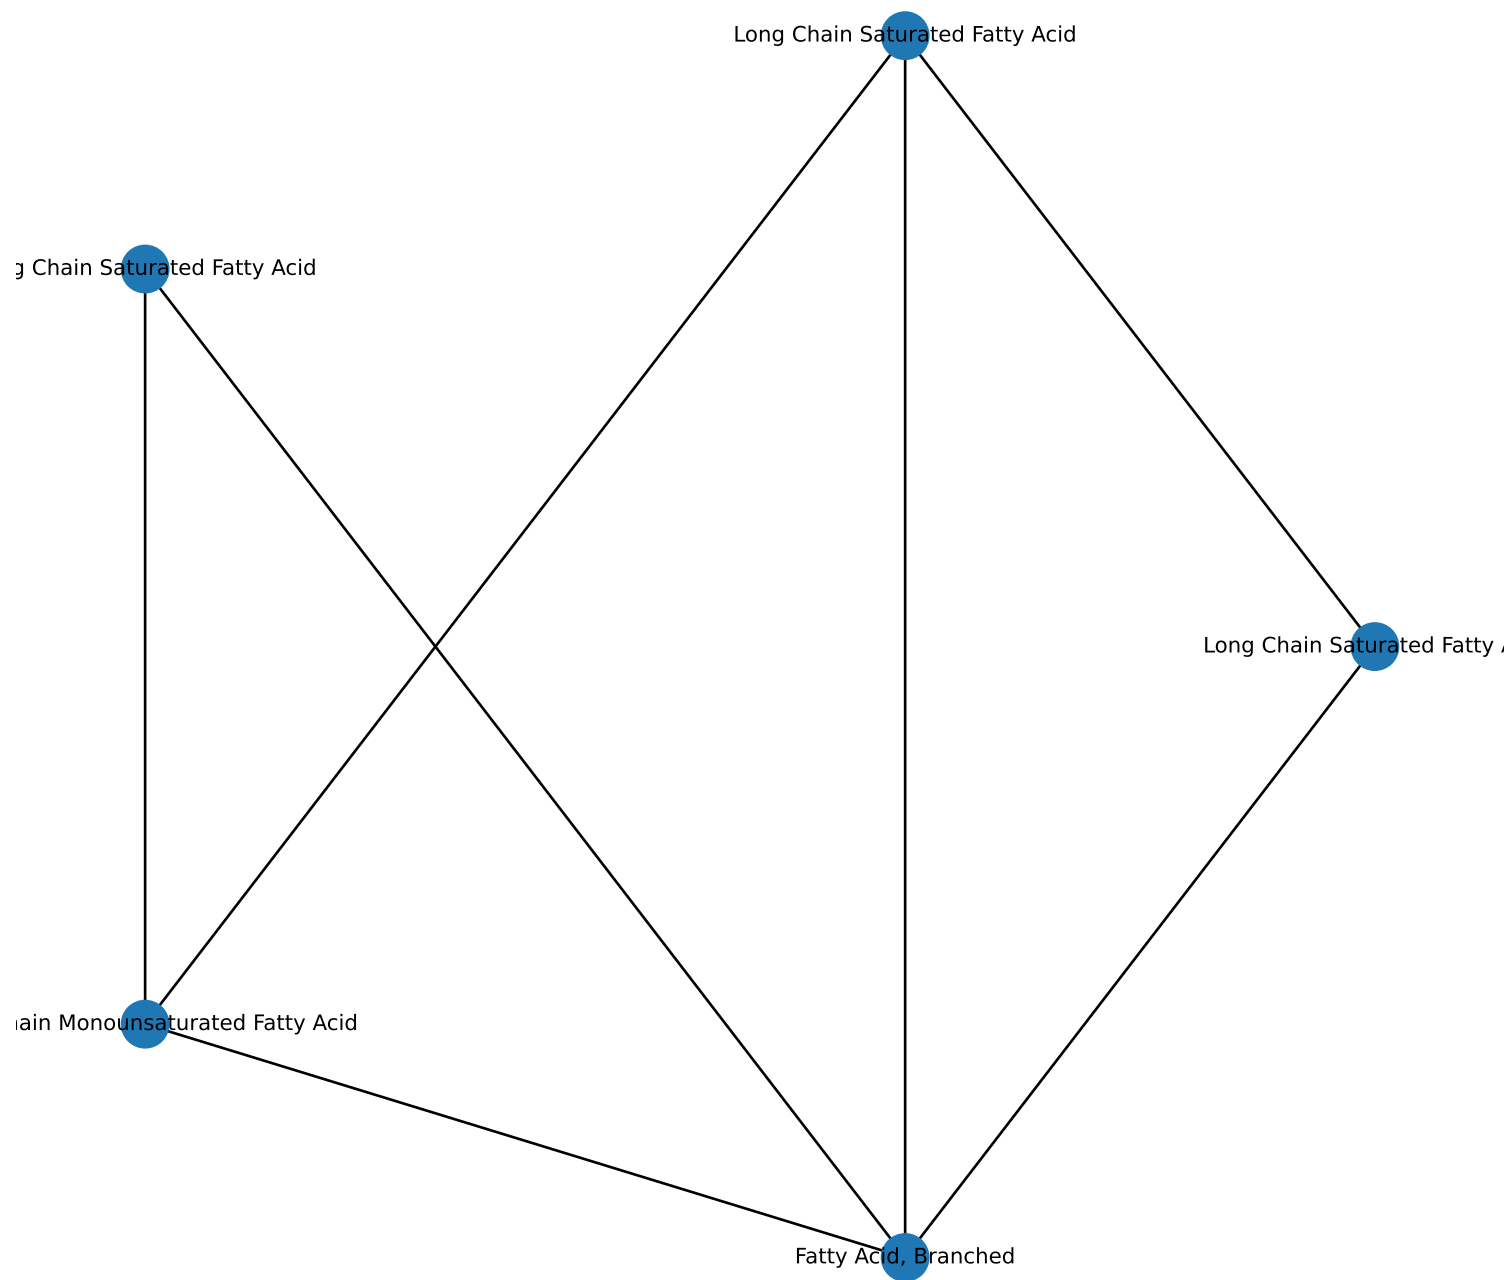 Long Chain Saturated Fatty Acid
Chain Saturated Fatty Acid
Long Chain Saturated Fatty
Monounsaturated Fatty Acid
Fatty Acid, Branched